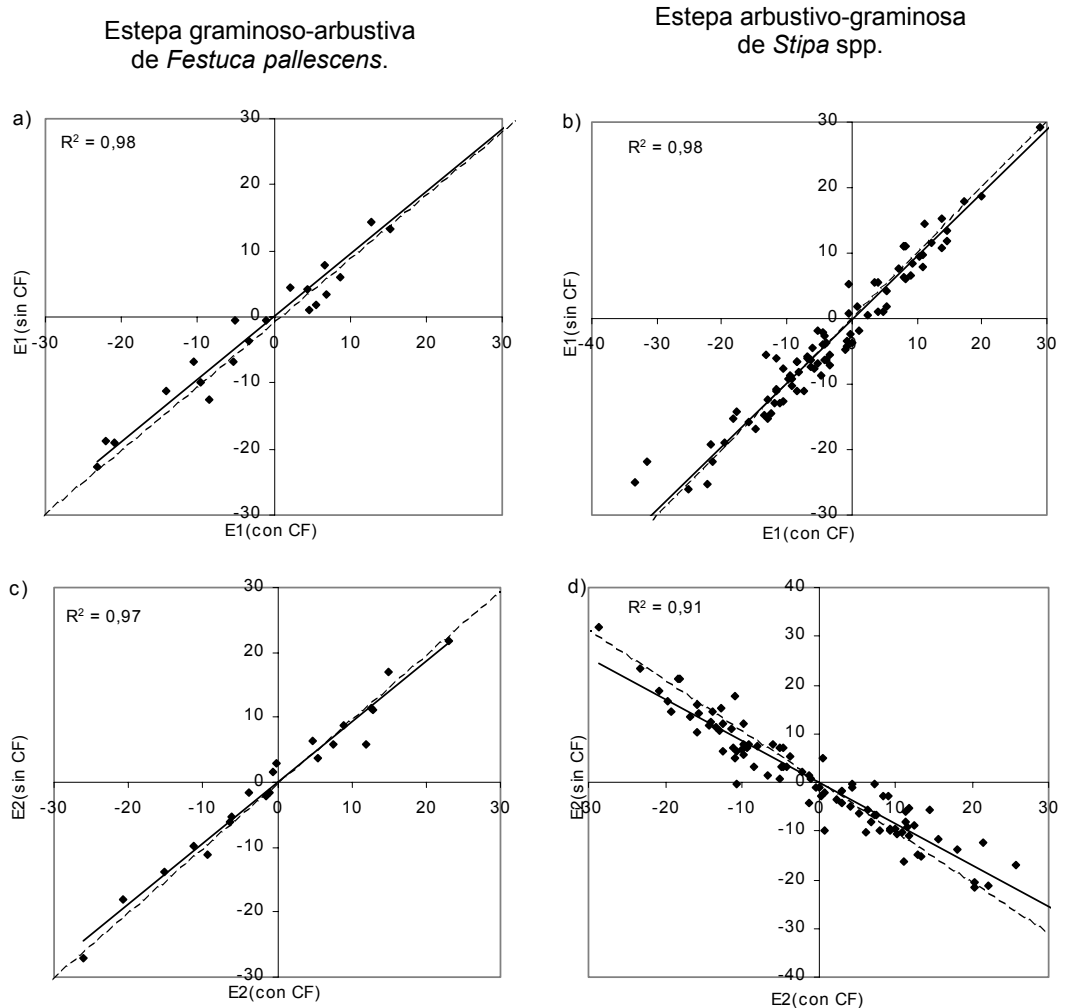 Estepa graminoso-arbustiva
de Festuca pallescens.
Estepa arbustivo-graminosa
de Stipa spp.
a)
R² = 0,98
30
20
10
0
-10
-20
-30
-30 -20 -10 0 10 20 30
E1(sin CF)
E1(con CF)
b)
R² = 0,98
30
20
10
0
-10
-20
-30
-40 -30 -20 -10 0 10 20 30
E1(sin CF)
E1(con CF)
c)
R² = 0,97
30
20
10
0
-10
-20
-30
-30 -20 -10 0 10 20 30
E2(sin CF)
E2(con CF)
d)
R² = 0,91
40
30
20
10
0
-10
-20
-30
-40
-30 -20 -10 0 10 20 30
E2(sin CF)
E2(con CF)